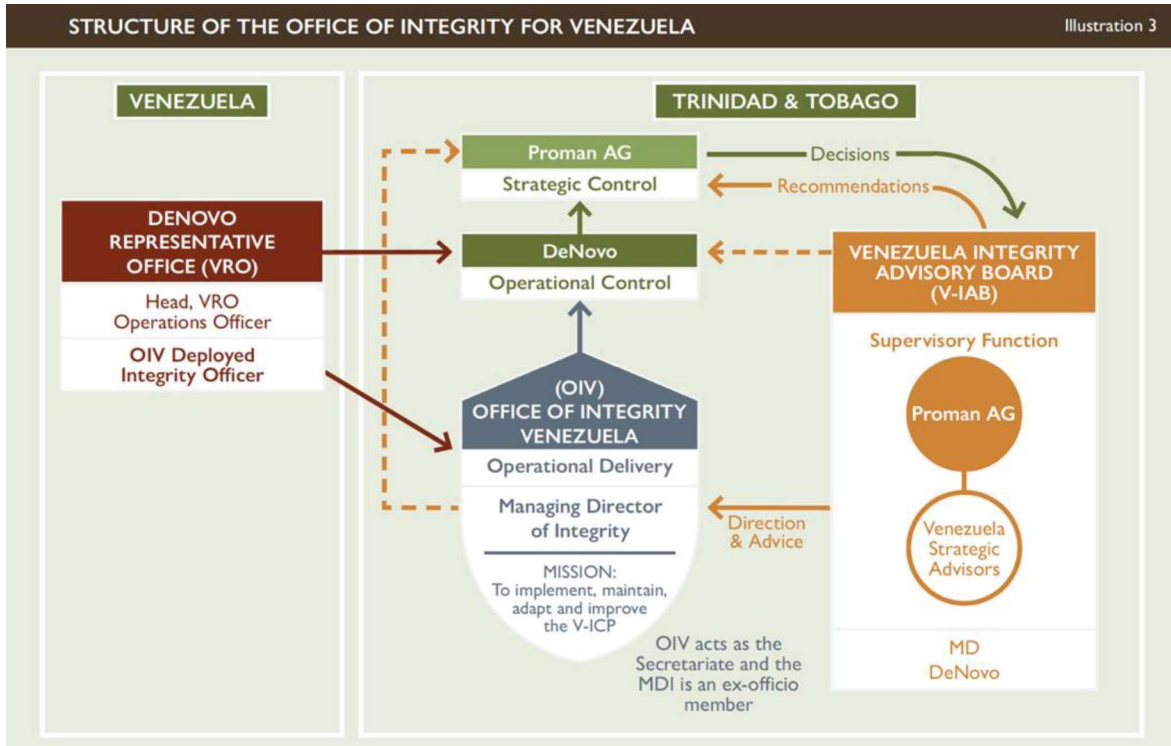 STRUCTURE OF THE OFFICE OF INTEGRITY FOR VENEZUELA
Illustration 3
VENEZUELA
DENOVO
REPRESENTATIVE
OFFICE (VRO)
Head, VRO
Operations Officer
OIV Deployed
Integrity Officer
TRINIDAD & TOBAGO
Proman AG
Strategic Control
Decisions
Recommendations
DeNovo
Operational Control
(OIV)
OFFICE OF INTEGRITY
VENEZUELA
Operational Delivery
Managing Director
of Integrity
MISSION:
To implement, maintain,
adapt and improve
the V-ICP
Direction
& Advice
OIV acts as the
Secretariate and the
MDI is an ex-officio
member
VENEZUELA INTEGRITY
ADVISORY BOARD
(V-IAB)
Supervisory Function
Proman AG
Venezuela
Strategic
Advisors
MD
DeNovo